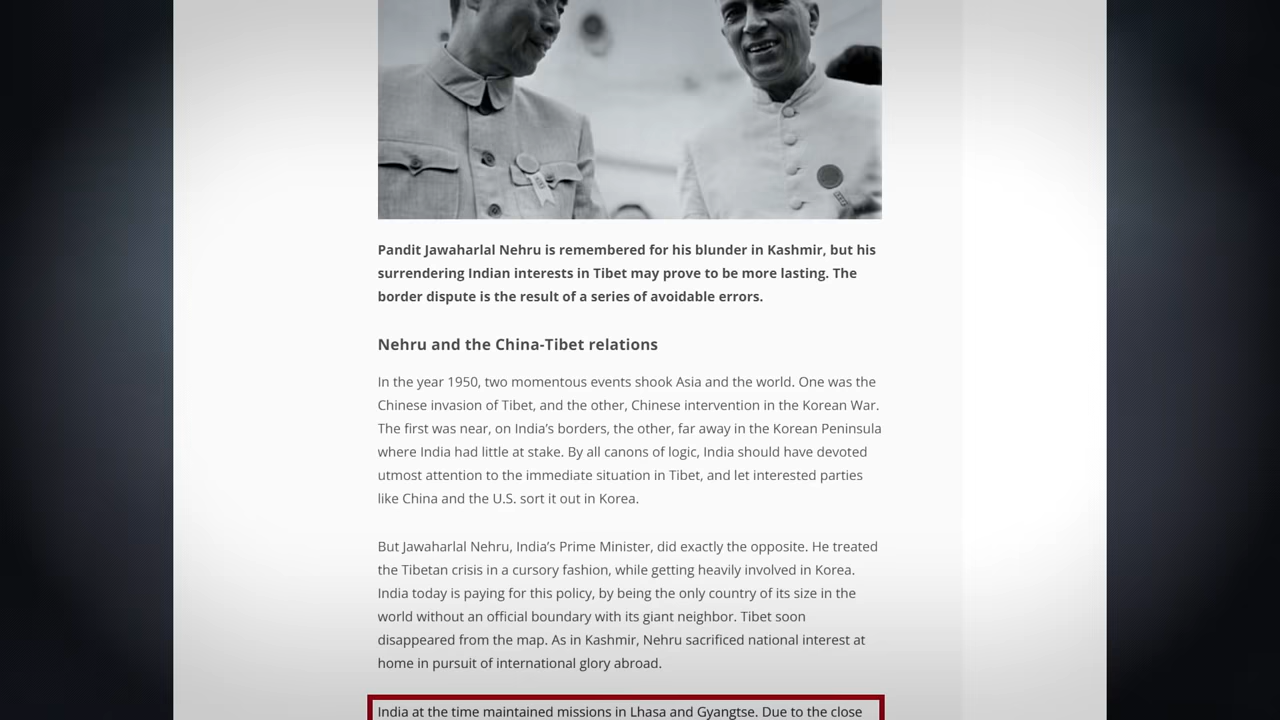 Pandit Jawaharlal Nehru is remembered for his blunder in Kashmir, but his
surrendering Indian interests in Tibet may prove to be more lasting. The
border dispute is the result of a series of avoidable errors.
Nehru and the China-Tibet relations
In the year 1950, two momentous events shook Asia and the world. One was the
Chinese invasion of Tibet, and the other, Chinese intervention in the Korean War.
The first was near, on India’s borders, the other, far away in the Korean Peninsula
where India had little at stake. By all canons of logic, India should have devoted
utmost attention to the immediate situation in Tibet, and let interested parties
like China and the U.S. sort it out in Korea.
But Jawaharlal Nehru, India’s Prime Minister, did exactly the opposite. He treated
the Tibetan crisis in a cursory fashion, while getting heavily involved in Korea.
India today is paying for this policy, by being the only country of its size in the
world without an official boundary with its giant neighbor. Tibet soon
disappeared from the map. As in Kashmir, Nehru sacrificed national interest at
home in pursuit of international glory abroad.
India at the time maintained missions in Lhasa and Gyangtse. Due to the close